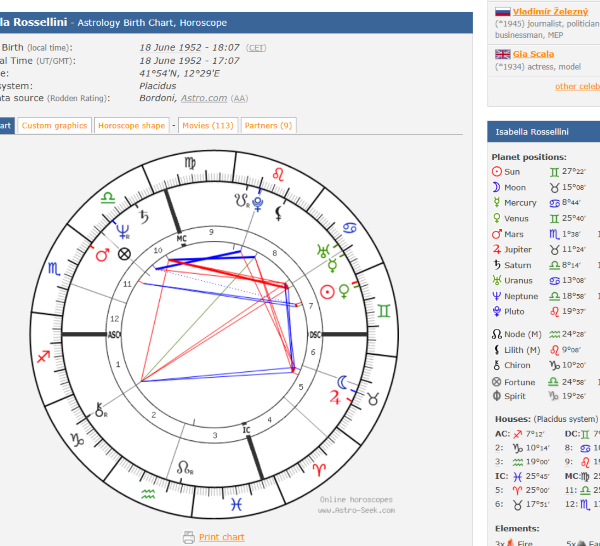 la Rossellini - Astrology Birth Chart, Horoscope
Birth (local time): 18 June 1952 - 18:07 (CET)
al Time (UT/GMT): 18 June 1952 - 17:07
e: 41°54'N, 12°29'E
system: Placidus
ata source (Rodden Rating): Bordoni, Astro.com (AA)
art Custom graphics Horoscope shape - Movies (113) Partners (9)
MC
ASC
DSC
IC
1
2
3
4
5
6
7
8
9
10
11
R
R
R
R
Online horoscopes
www.Astro-Seek.com
Print chart
Vladimír Železný
(*1945) journalist, politician
businessman, MEP
Gia Scala
(*1934) actress, model
other celeb
Isabella Rossellini
Planet positions:
Sun 27°22'
Moon 15°08'
Mercury 8°44'
Venus 25°40'
Mars 1°38' 1
Jupiter 11°24'
Saturn 8°14' 1
Uranus 13°08'
Neptune 18°58' 1
Pluto 19°37'
Node (M) 24°28'
Lilith (M) 9°08'
Chiron 10°20'
Fortune 24°58' 1
Spirit 19°26'
Houses: (Placidus system)
AC: 7°12' DC: 7°
2: 10°14' 8: 10
3: 19°00' 9: 19
IC: 25°45' MC: 25
5: 25°00' 11: 25
6: 17°51' 12: 17
Elements:
3x Fire 5x Ea